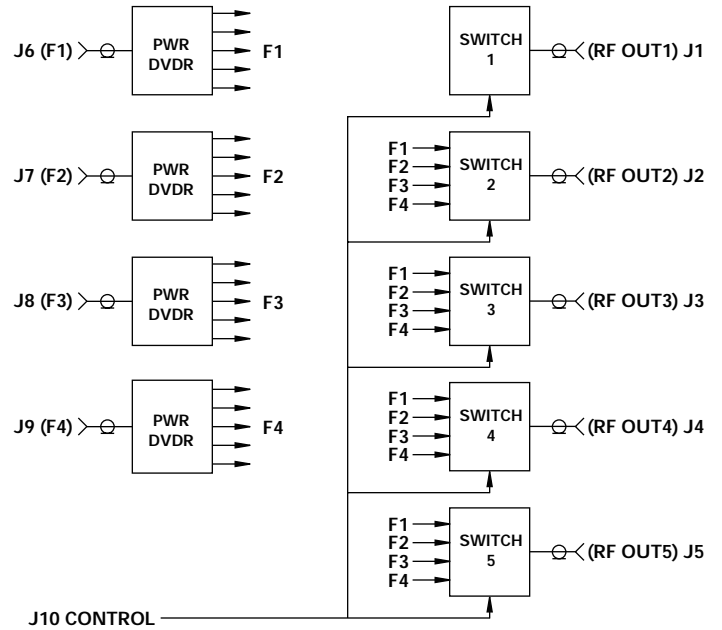 J6 (F1)
PWR
DVDR
F1
SWITCH
1
(RF OUT1) J1
J7 (F2)
PWR
DVDR
F2
F1
F2
F3
F4
SWITCH
2
(RF OUT2) J2
J8 (F3)
PWR
DVDR
F3
F1
F2
F3
F4
SWITCH
3
(RF OUT3) J3
J9 (F4)
PWR
DVDR
F4
F1
F2
F3
F4
SWITCH
4
(RF OUT4) J4
F1
F2
F3
F4
SWITCH
5
(RF OUT5) J5
J10 CONTROL